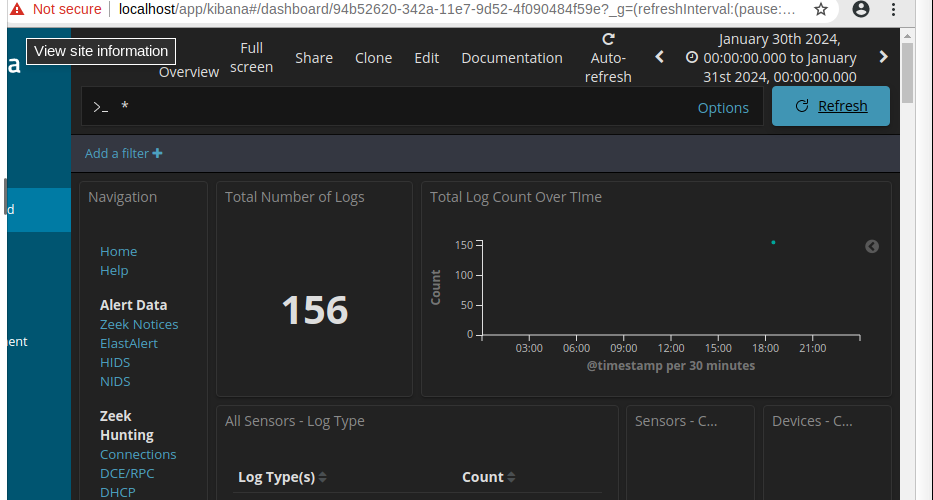 Not secure
localhost/app/kibana#/dashboard/94b52620-342a-11e7-9d52-4f090484f59e?_g=(refreshInterval:(pause:…
View site information
a
Overview
Full
screen
Share
Clone
Edit
Documentation
Auto-
refresh
January 30th 2024,
00:00:00.000 to January
31st 2024, 00:00:00.000
>_ *
Options
Refresh
Add a filter +
d
ent
Navigation
Home
Help
Alert Data
Zeek Notices
ElastAlert
HIDS
NIDS
Zeek
Hunting
Connections
DCE/RPC
DHCP
Total Number of Logs
156
Total Log Count Over TIme
Count
150
100
50
0
03:00 06:00 09:00 12:00 15:00 18:00 21:00
@timestamp per 30 minutes
All Sensors - Log Type
Log Type(s) Count
Sensors - C...
Devices - C...